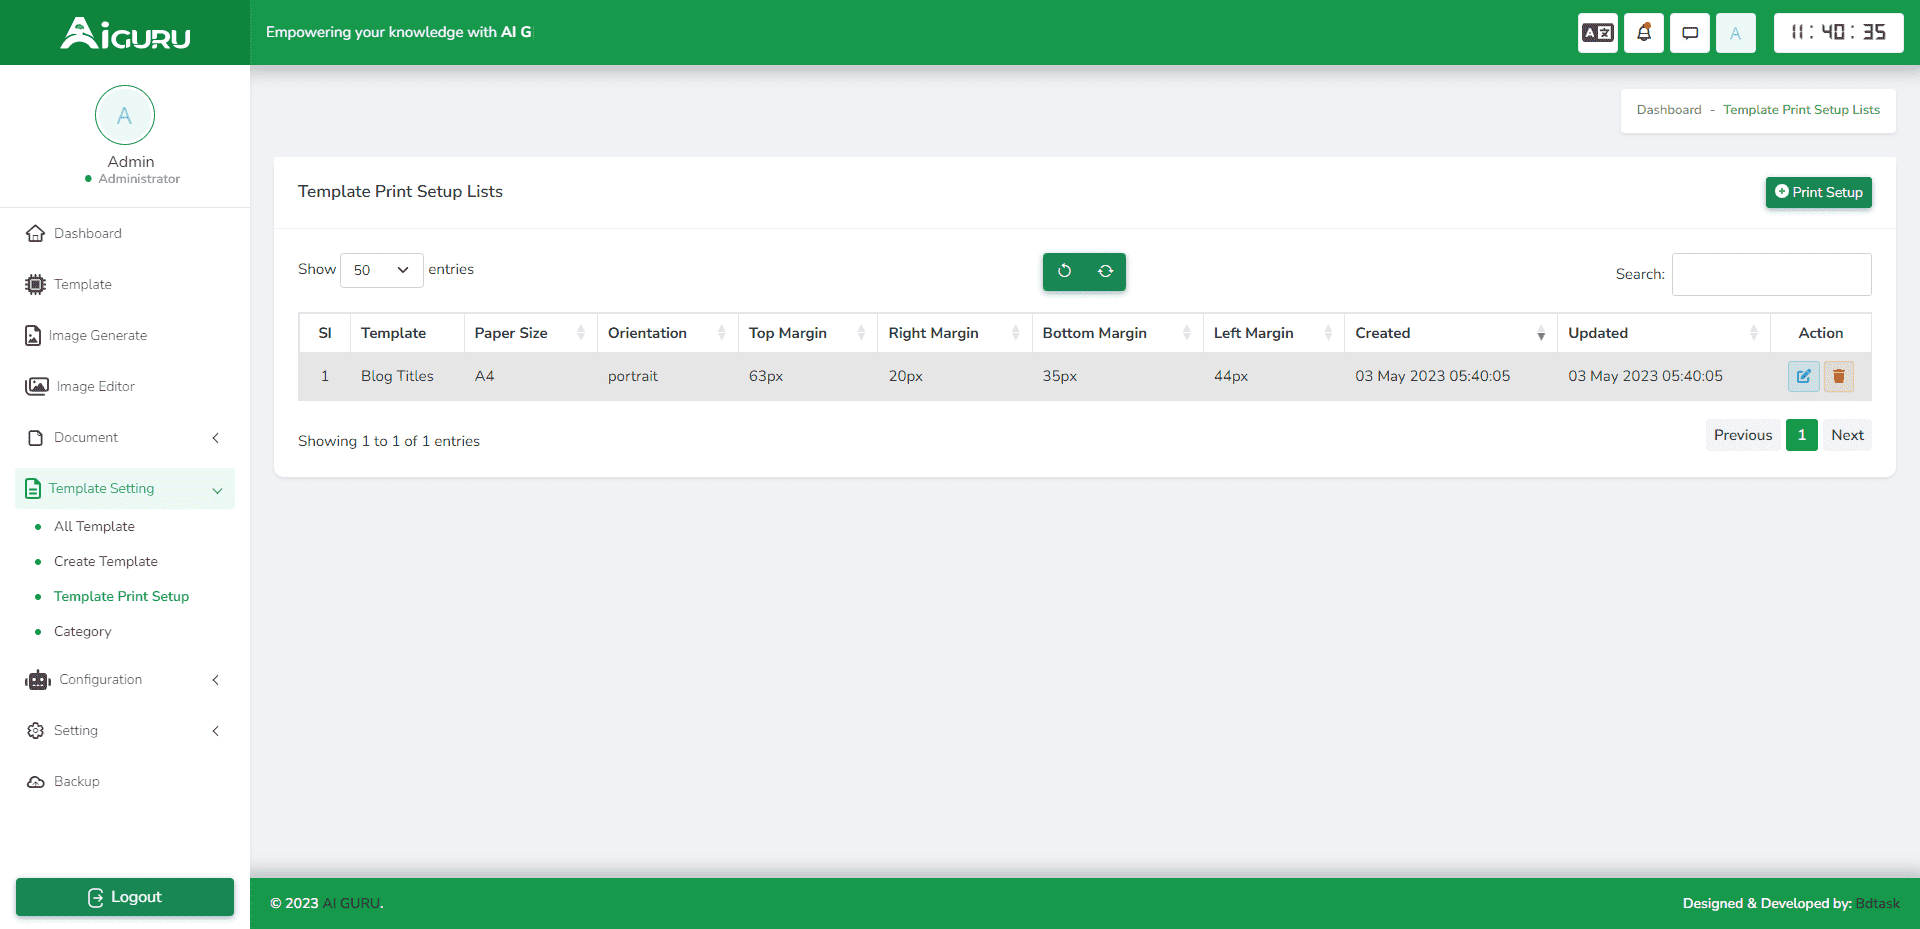 AiGURU
Empowering your knowledge with AI G
A
11:40:35
A
Admin
Administrator
Dashboard
Template
Image Generate
Image Editor
Document
Template Setting
All Template
Create Template
Template Print Setup
Category
Configuration
Setting
Backup
Logout
Dashboard - Template Print Setup Lists
Template Print Setup Lists
Print Setup
Show 50 entries
Search:
Sl Template Paper Size Orientation Top Margin Right Margin Bottom Margin Left Margin Created Updated Action
1 Blog Titles A4 portrait 63px 20px 35px 44px 03 May 2023 05:40:05 03 May 2023 05:40:05
Showing 1 to 1 of 1 entries
Previous 1 Next
© 2023 AI GURU.
Designed & Developed by: Bdtask